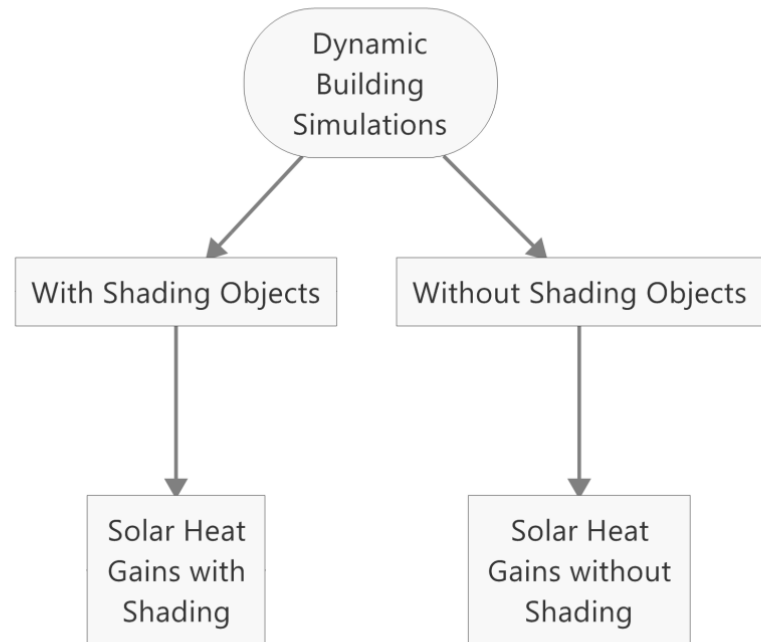 Dynamic
Building
Simulations
With Shading Objects
Without Shading Objects
Solar Heat
Gains with
Shading
Solar Heat
Gains without
Shading